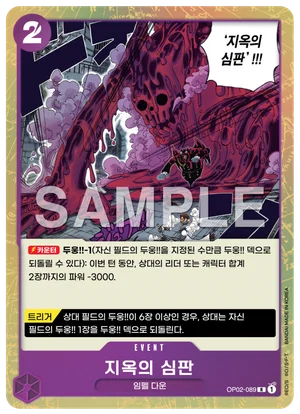 2
‘지옥의
심판’!!!
SAMPLE
카운터 두웅!!-1(자신 필드의 두웅!!을 지정된 수만큼 두웅!! 덱으로
되돌릴 수 있다): 이번 턴 동안, 상대의 리더 또는 캐릭터 합계
2장까지의 파워 -3000.
트리거 상대 필드의 두웅!!이 6장 이상인 경우, 상대는 자신
필드의 두웅!! 1장을 두웅!! 덱으로 되돌린다.
EVENT
지옥의 심판
임펠 다운
OP02-089 R 1
BANDAI MADE IN KOREA